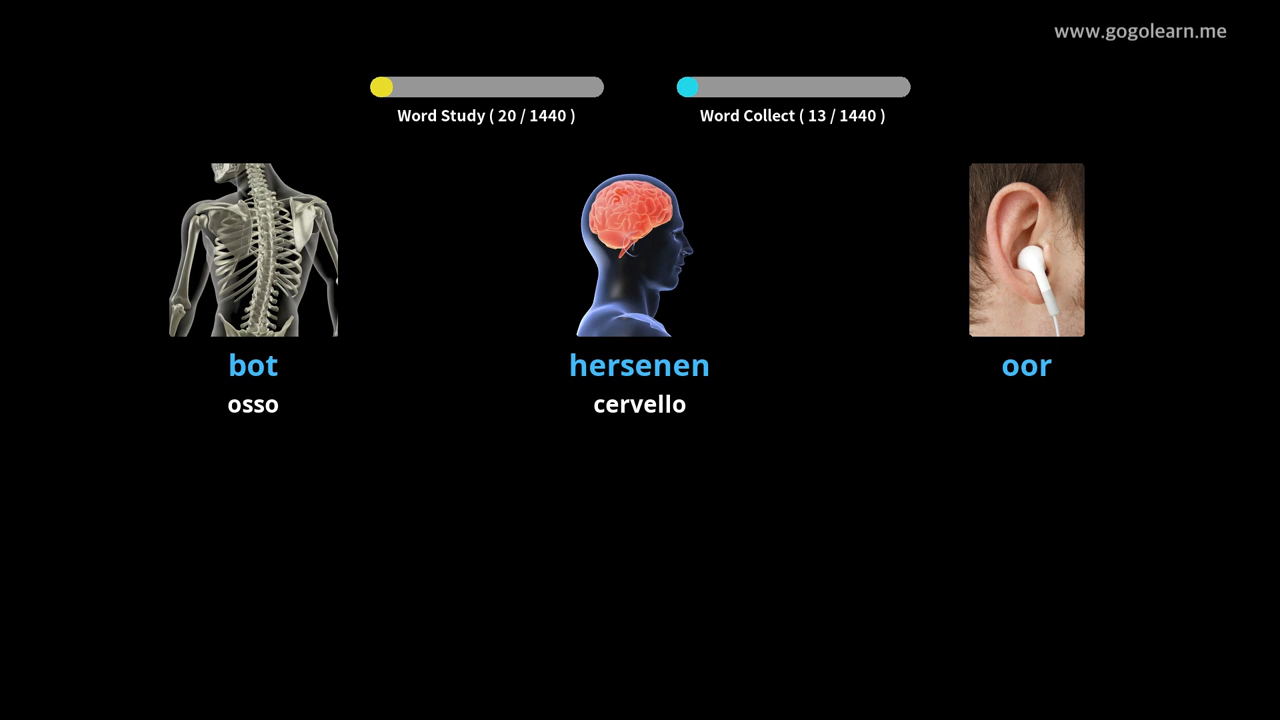 www.gogolearn.me
Word Study ( 20 / 1440 )
Word Collect ( 13 / 1440 )
bot
hersenen
oor
osso
cervello